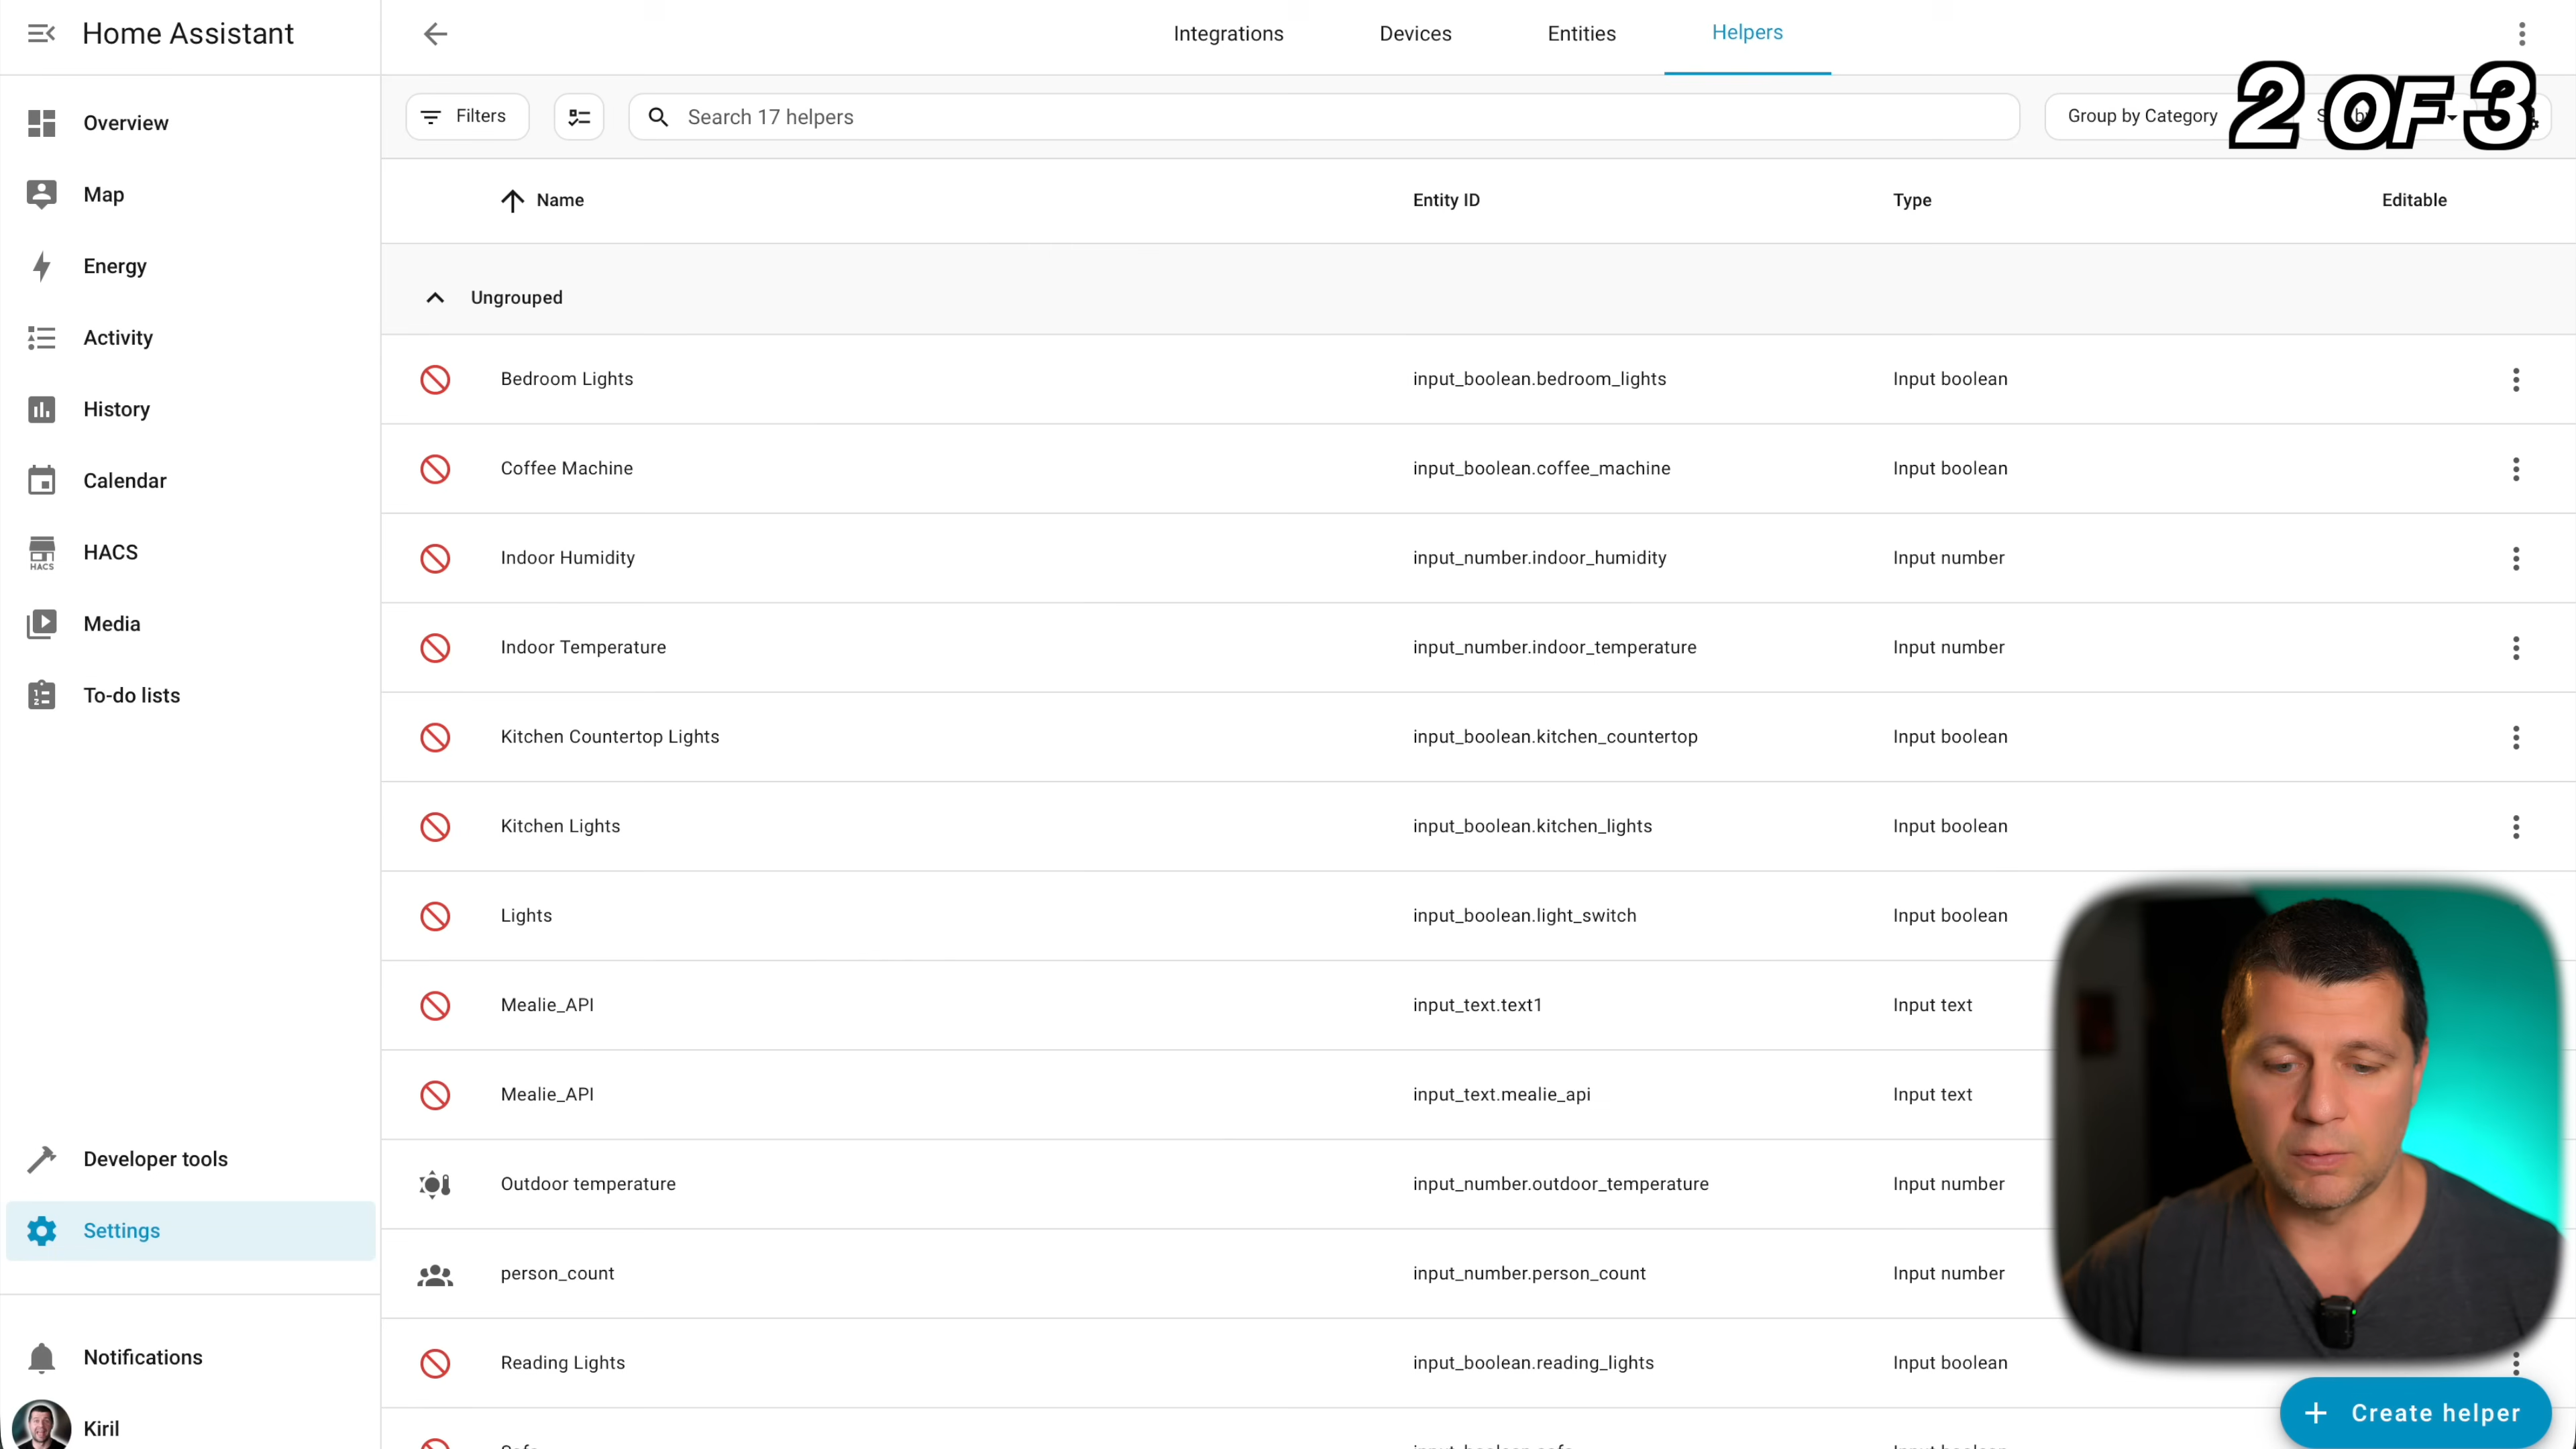 Home Assistant
Integrations
Devices
Entities
Helpers
2 OF 3
Filters
Search 17 helpers
Group by Category
Overview
Map
Energy
Activity
History
Calendar
HACS
HACS
Media
To-do lists
Developer tools
Settings
Notifications
Kiril
Name Entity ID Type Editable
Ungrouped
Bedroom Lights input_boolean.bedroom_lights Input boolean
Coffee Machine input_boolean.coffee_machine Input boolean
Indoor Humidity input_number.indoor_humidity Input number
Indoor Temperature input_number.indoor_temperature Input number
Kitchen Countertop Lights input_boolean.kitchen_countertop Input boolean
Kitchen Lights input_boolean.kitchen_lights Input boolean
Lights input_boolean.light_switch Input boolean
Mealie_API input_text.text1 Input text
Mealie_API input_text.mealie_api Input text
Outdoor temperature input_number.outdoor_temperature Input number
person_count input_number.person_count Input number
Reading Lights input_boolean.reading_lights Input boolean
Create helper